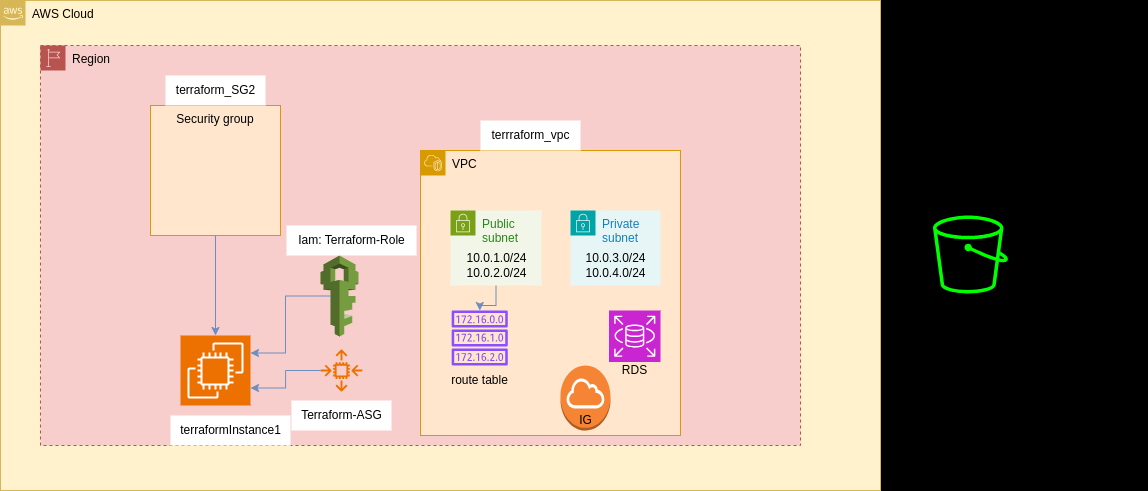 aws
AWS Cloud
Region
terraform_SG2
Security group
terrraform_vpc
VPC
Public
subnet
10.0.1.0/24
10.0.2.0/24
Private
subnet
10.0.3.0/24
10.0.4.0/24
Iam: Terraform-Role
172.16.0.0
172.16.1.0
172.16.2.0
route table
RDS
IG
Terraform-ASG
terraformInstance1